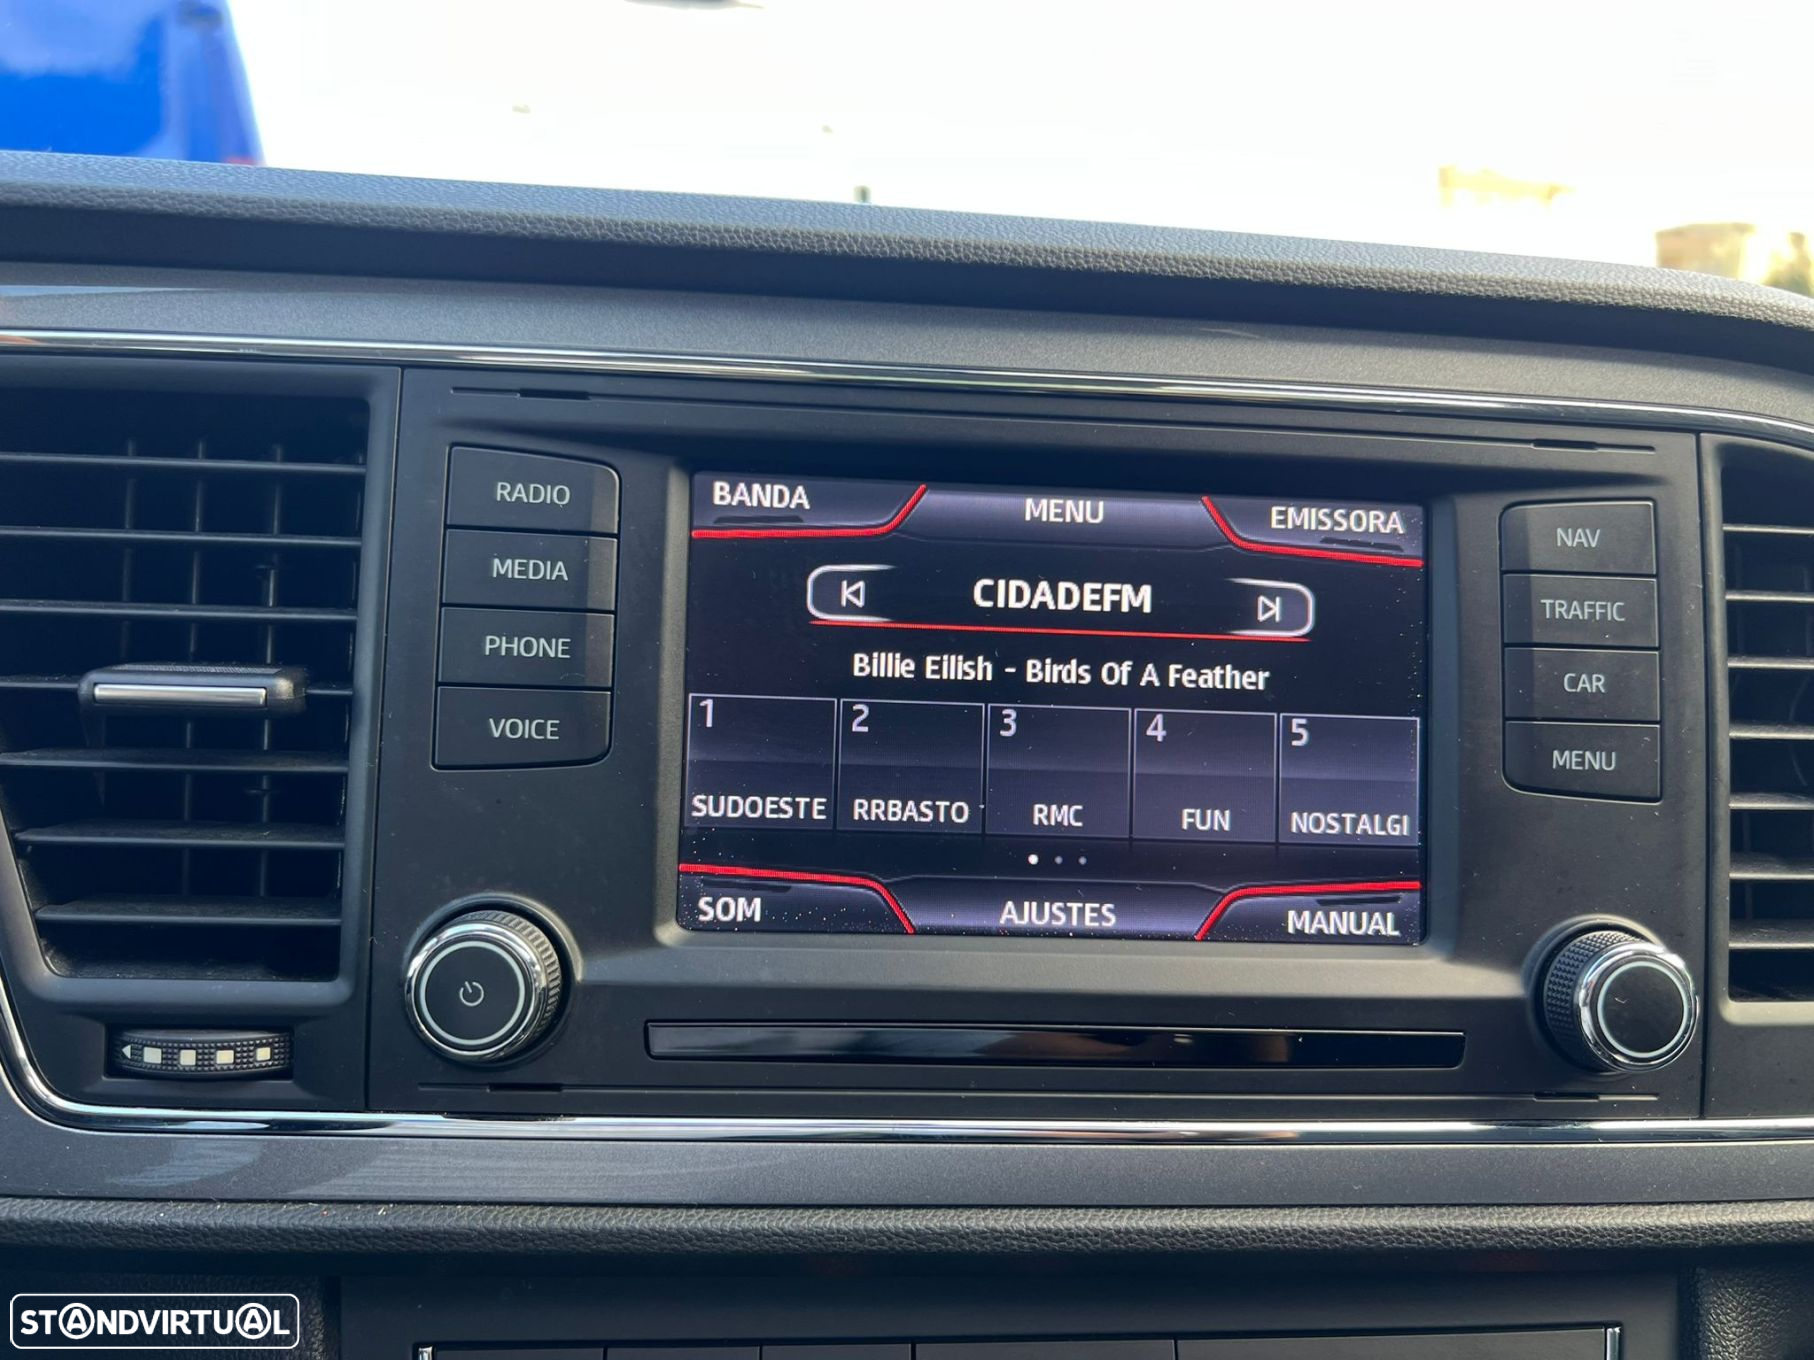 RADIO
MEDIA
PHONE
VOICE
BANDA MENU EMISSORA
CIDADEFM
Billie Eilish - Birds Of A Feather
1 2 3 4 5
SUDOESTE RRBASTO RMC FUN NOSTALGI
SOM AJUSTES MANUAL
NAV
TRAFFIC
CAR
MENU
STANDVIRTUAL